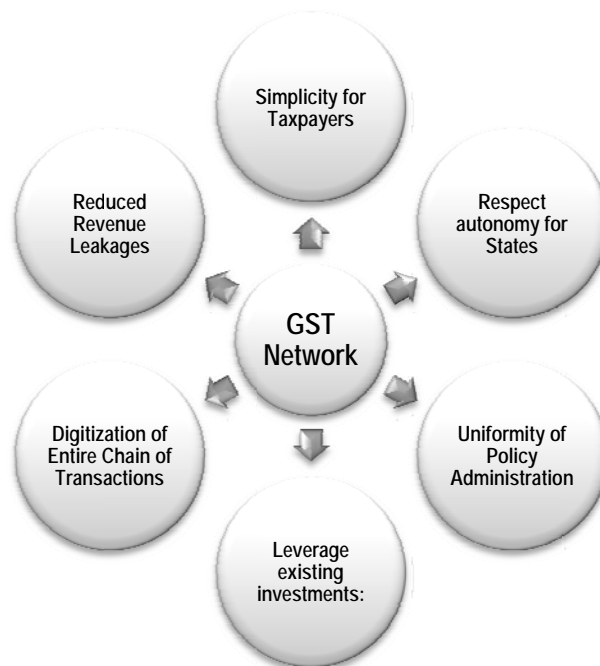 Simplicity for
Taxpayers
Reduced
Revenue
Leakages
Respect
autonomy for
States
GST
Network
Digitization of
Entire Chain of
Transactions
Uniformity of
Policy
Administration
Leverage
existing
investments: